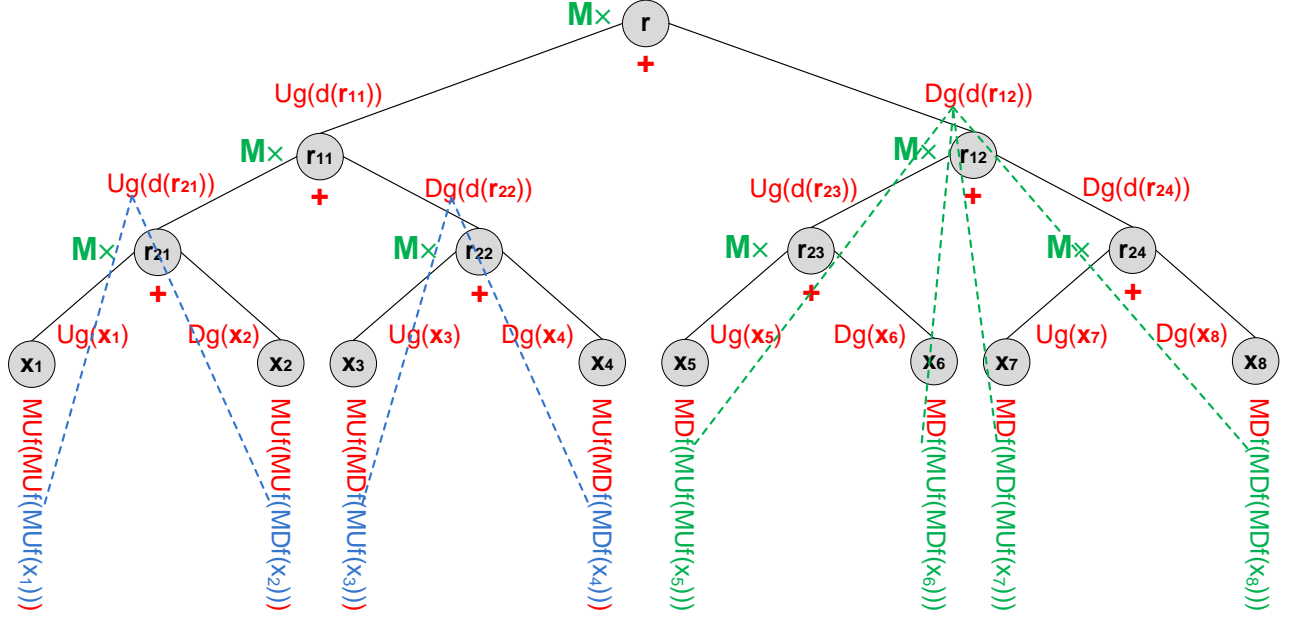 M× r
+
Ug(d(r11)) Dg(d(r12))
M× r11 M× r12
+ +
Ug(d(r21)) Dg(d(r22)) Ug(d(r23)) Dg(d(r24))
M× r21 M× r22 M× r23 M× r24
+ + + +
Ug(x1) Dg(x2) Ug(x3) Dg(x4) Ug(x5) Dg(x6) Ug(x7) Dg(x8)
x1 x2 x3 x4 x5 x6 x7 x8
MUf(MUf(MUf(x1)))
MUf(MUf(MDf(x2)))
MUf(MDf(MUf(x3)))
MUf(MDf(MDf(x4)))
MDf(MUf(MUf(x5)))
MDf(MUf(MDf(x6)))
MDf(MDf(MUf(x7)))
MDf(MDf(MDf(x8)))